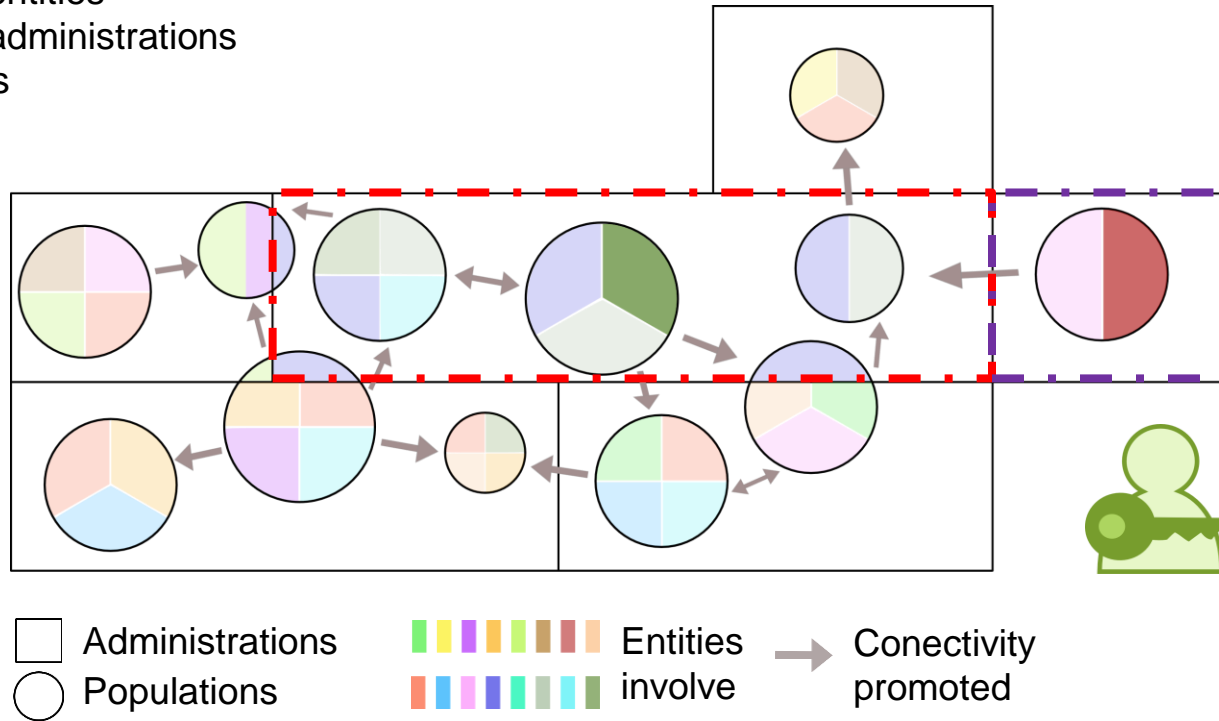 administrations
Administrations
Populations
Entities
involve
Conectivity
promoted